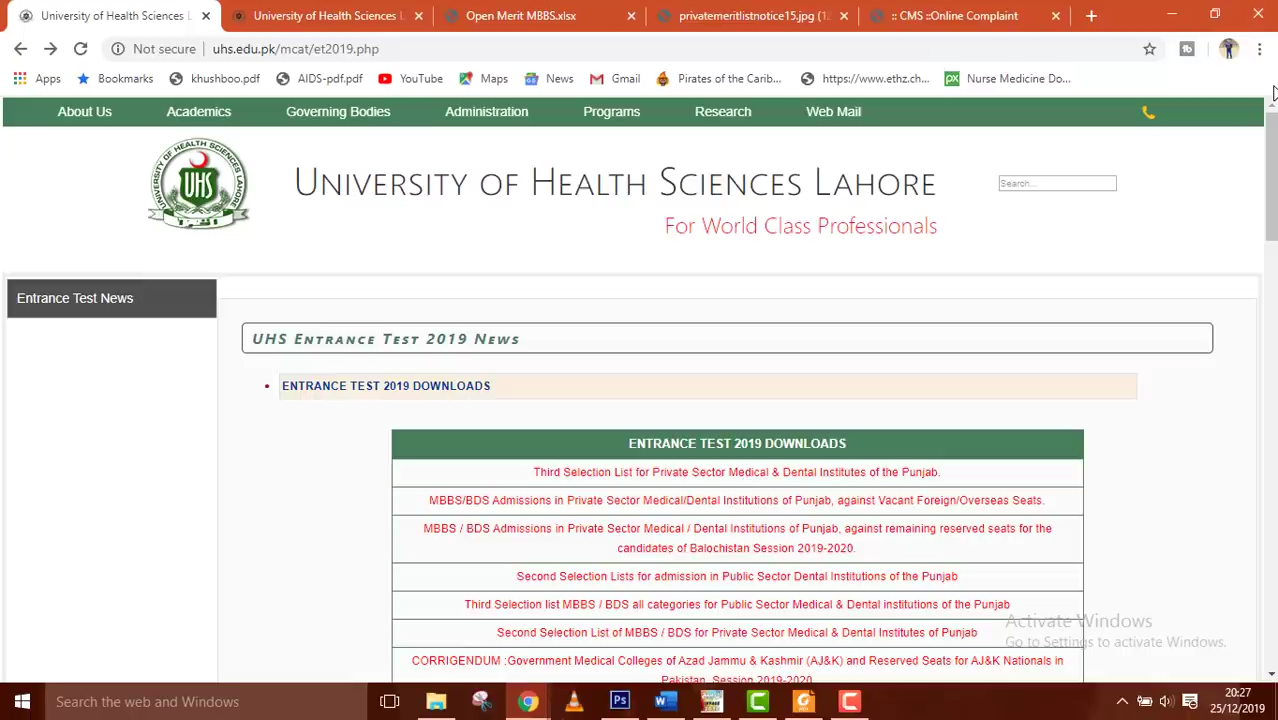 University of Health Sciences L
University of Health Sciences L
Open Merit MBBS.xlsx
privatemeritlistnotice15.jpg (12
:: CMS ::Online Complaint
Not secure
uhs.edu.pk/mcat/et2019.php
Apps
Bookmarks
khushboo.pdf
AIDS-pdf.pdf
YouTube
Maps
News
Gmail
Pirates of the Carib...
https://www.ethz.ch...
Nurse Medicine Do...
About Us
Academics
Governing Bodies
Administration
Programs
Research
Web Mail
UNIVERSITY OF HEALTH SCIENCES
UHS
University of Health Sciences Lahore
Search...
For World Class Professionals
Entrance Test News
UHS Entrance Test 2019 News
ENTRANCE TEST 2019 DOWNLOADS
ENTRANCE TEST 2019 DOWNLOADS
Third Selection List for Private Sector Medical & Dental Institutes of the Punjab.
MBBS/BDS Admissions in Private Sector Medical/Dental Institutions of Punjab, against Vacant Foreign/Overseas Seats.
MBBS / BDS Admissions in Private Sector Medical / Dental Institutions of Punjab, against remaining reserved seats for the
candidates of Balochistan Session 2019-2020.
Second Selection Lists for admission in Public Sector Dental Institutions of the Punjab
Third Selection list MBBS / BDS all categories for Public Sector Medical & Dental institutions of the Punjab
Second Selection List of MBBS / BDS for Private Sector Medical & Dental Institutes of Punjab
CORRIGENDUM :Government Medical Colleges of Azad Jammu & Kashmir (AJ&K) and Reserved Seats for AJ&K Nationals in
Pakistan, Session 2019-2020
Activate Windows
Go to Settings to activate Windows.
Search the web and Windows
20:27
25/12/2019